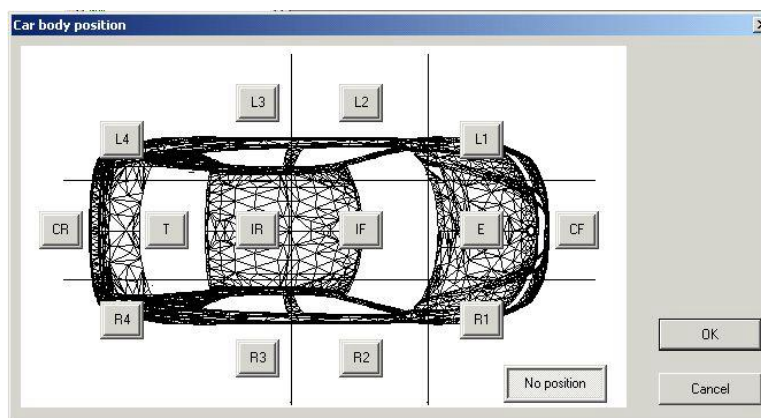 Car body position
L3 L2
L4 L1
CR T IR IF E CF
R4 R1
R3 R2
OK
No position
Cancel